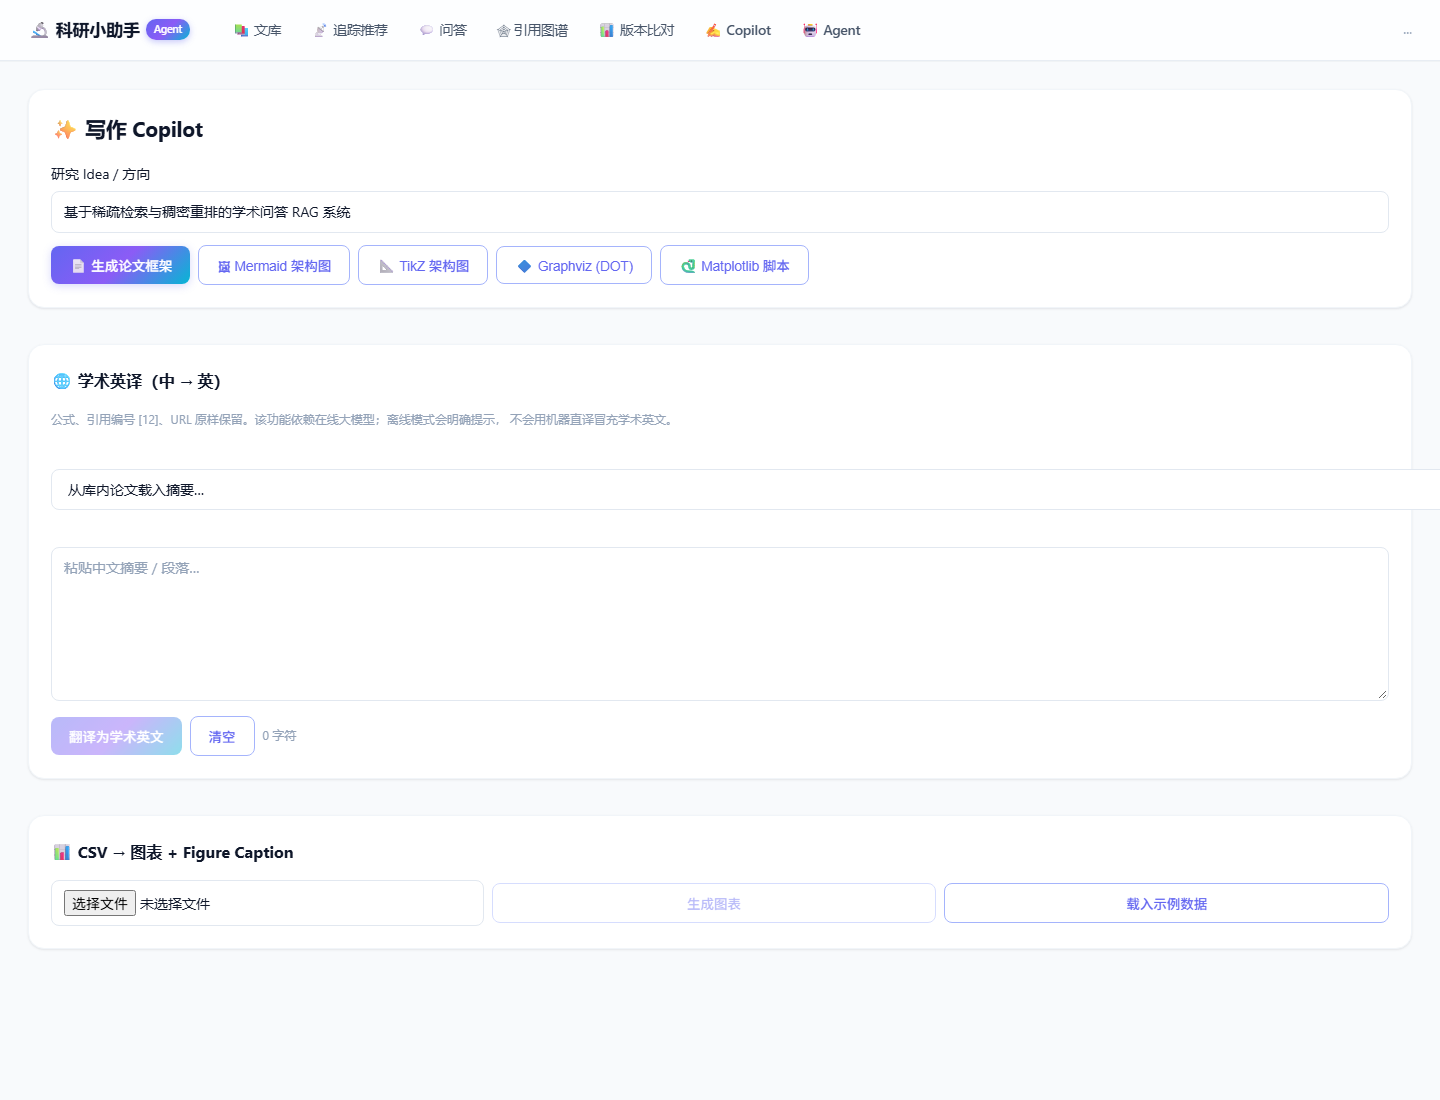 科研小助手 Agent 文库 追踪推荐 问答 引用图谱 版本比对 Copilot Agent ...
写作 Copilot
研究 Idea / 方向
基于稀疏检索与稠密重排的学术问答 RAG 系统
生成论文框架 Mermaid 架构图 TikZ 架构图 Graphviz (DOT) Matplotlib 脚本
学术英译（中 → 英）
公式、引用编号 [12]、URL 原样保留。该功能依赖在线大模型；离线模式会明确提示， 不会用机器直译冒充学术英文。
从库内论文载入摘要...
粘贴中文摘要 / 段落...
翻译为学术英文 清空 0 字符
CSV → 图表 + Figure Caption
选择文件 未选择文件 生成图表 载入示例数据